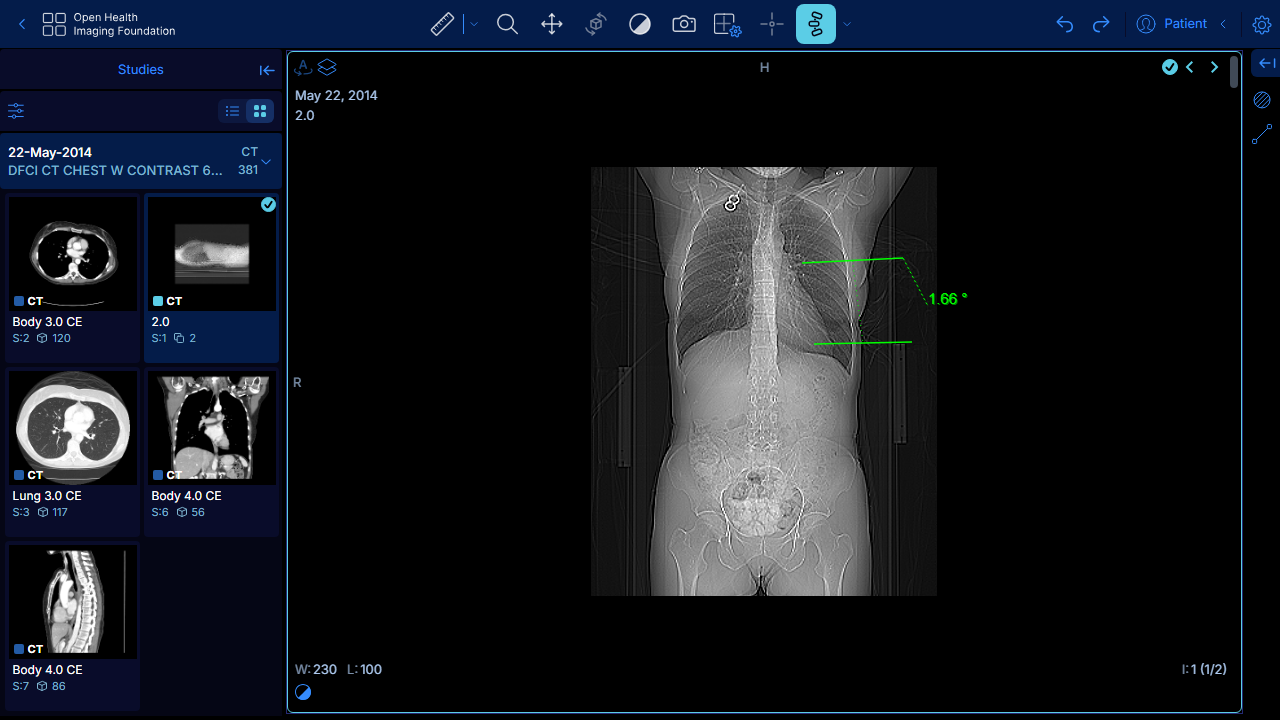 Open Health
Imaging Foundation
Patient
Studies
22-May-2014
CT
DFCI CT CHEST W CONTRAST 6...
381
CT
Body 3.0 CE
S:2 120
CT
2.0
S:1 2
CT
Lung 3.0 CE
S:3 117
CT
Body 4.0 CE
S:6 56
CT
Body 4.0 CE
S:7 86
A
H
May 22, 2014
2.0
R
1.66 °
W: 230 L: 100
I: 1 (1/2)